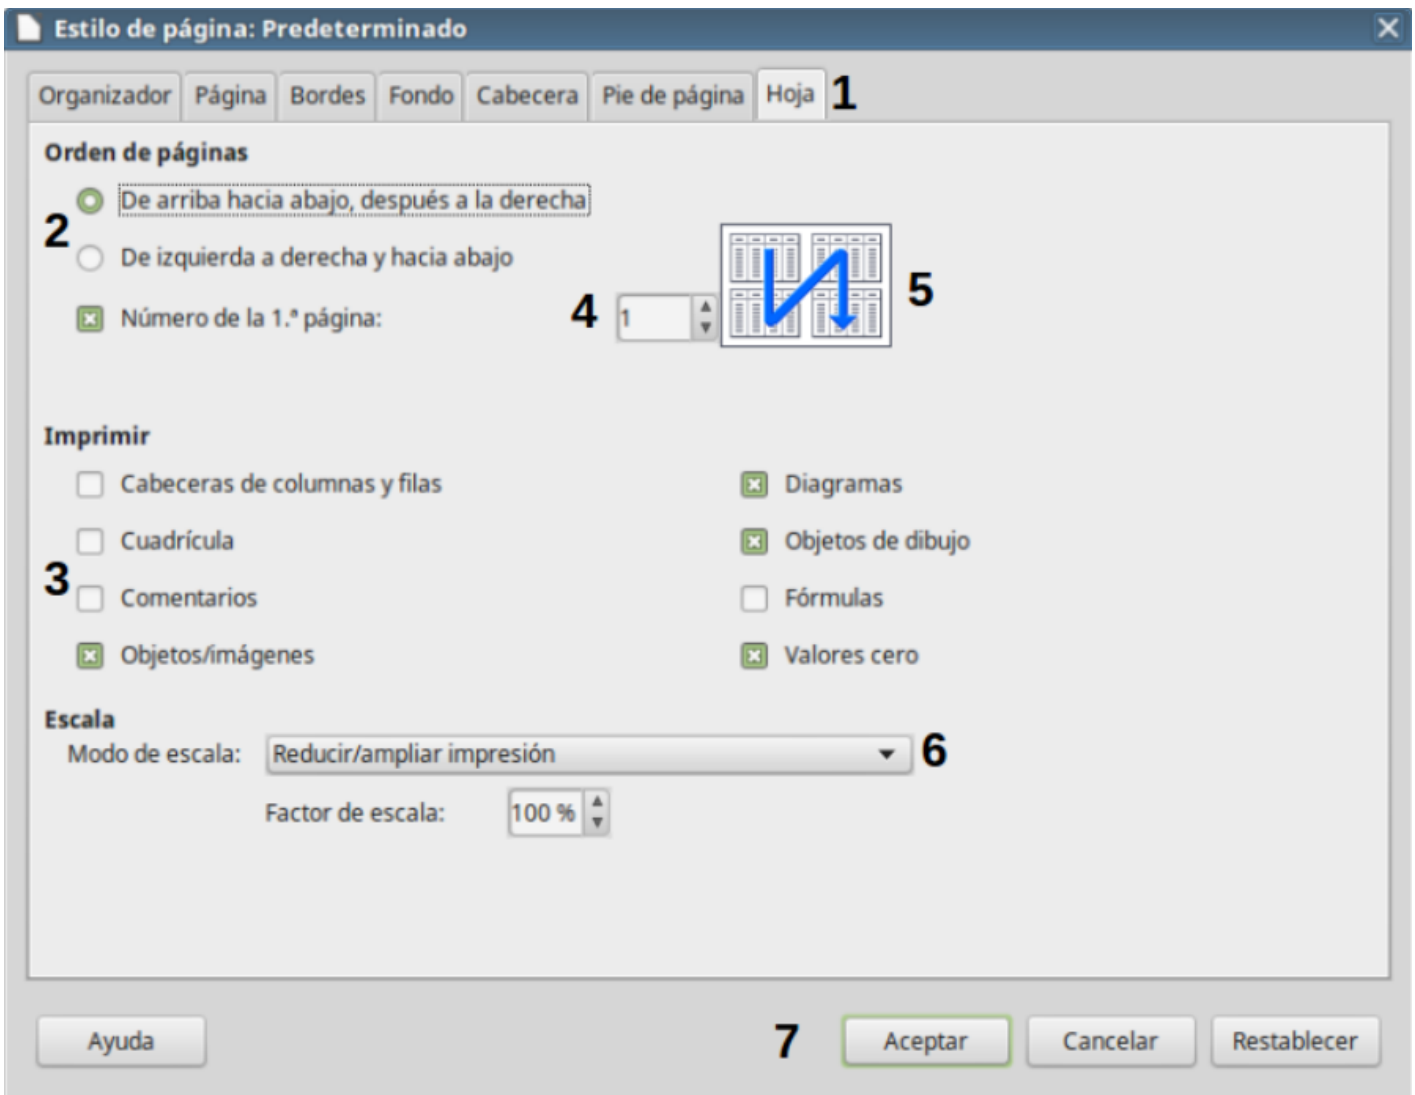 Estilo de página: Predeterminado
Organizador Página Bordes Fondo Cabecera Pie de página Hoja 1
Orden de páginas
De arriba hacia abajo, después a la derecha
2
De izquierda a derecha y hacia abajo
5
Número de la 1.ª página: 4 1
Imprimir
Cabeceras de columnas y filas Diagramas
Cuadrícula Objetos de dibujo
3
Comentarios Fórmulas
Objetos/imágenes Valores cero
Escala
Modo de escala: Reducir/ampliar impresión 6
Factor de escala: 100 %
Ayuda 7 Aceptar Cancelar Restablecer